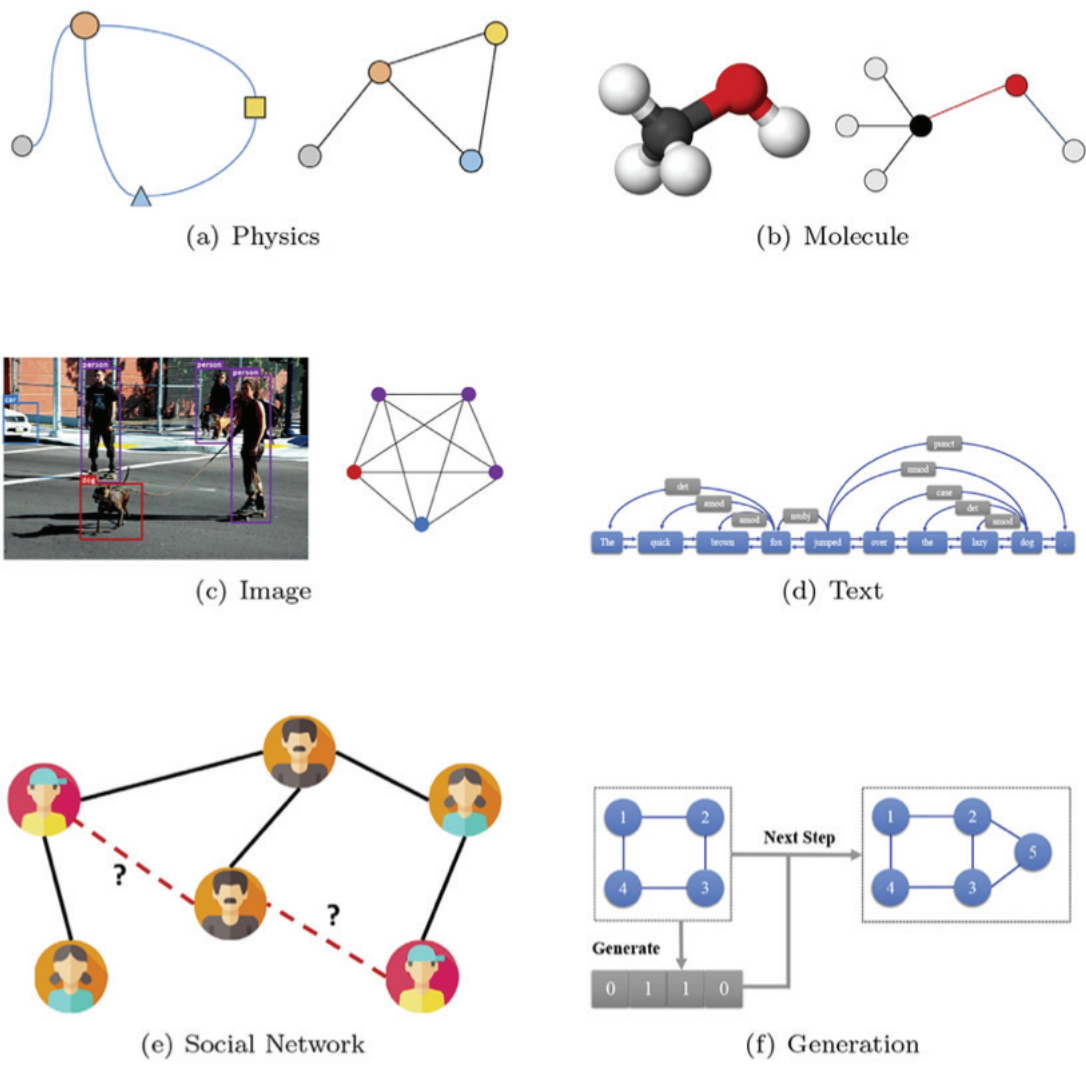 (a) Physics
(b) Molecule
person
person
person
car
dog
(c) Image
punct
nmod
det
case
amod
det
amod
nsubj
amod
The quick brown fox jumped over the lazy dog .
(d) Text
?
?
(e) Social Network
1 2
4 3
Next Step
1 2
5
4 3
Generate
0 1 1 0
(f) Generation